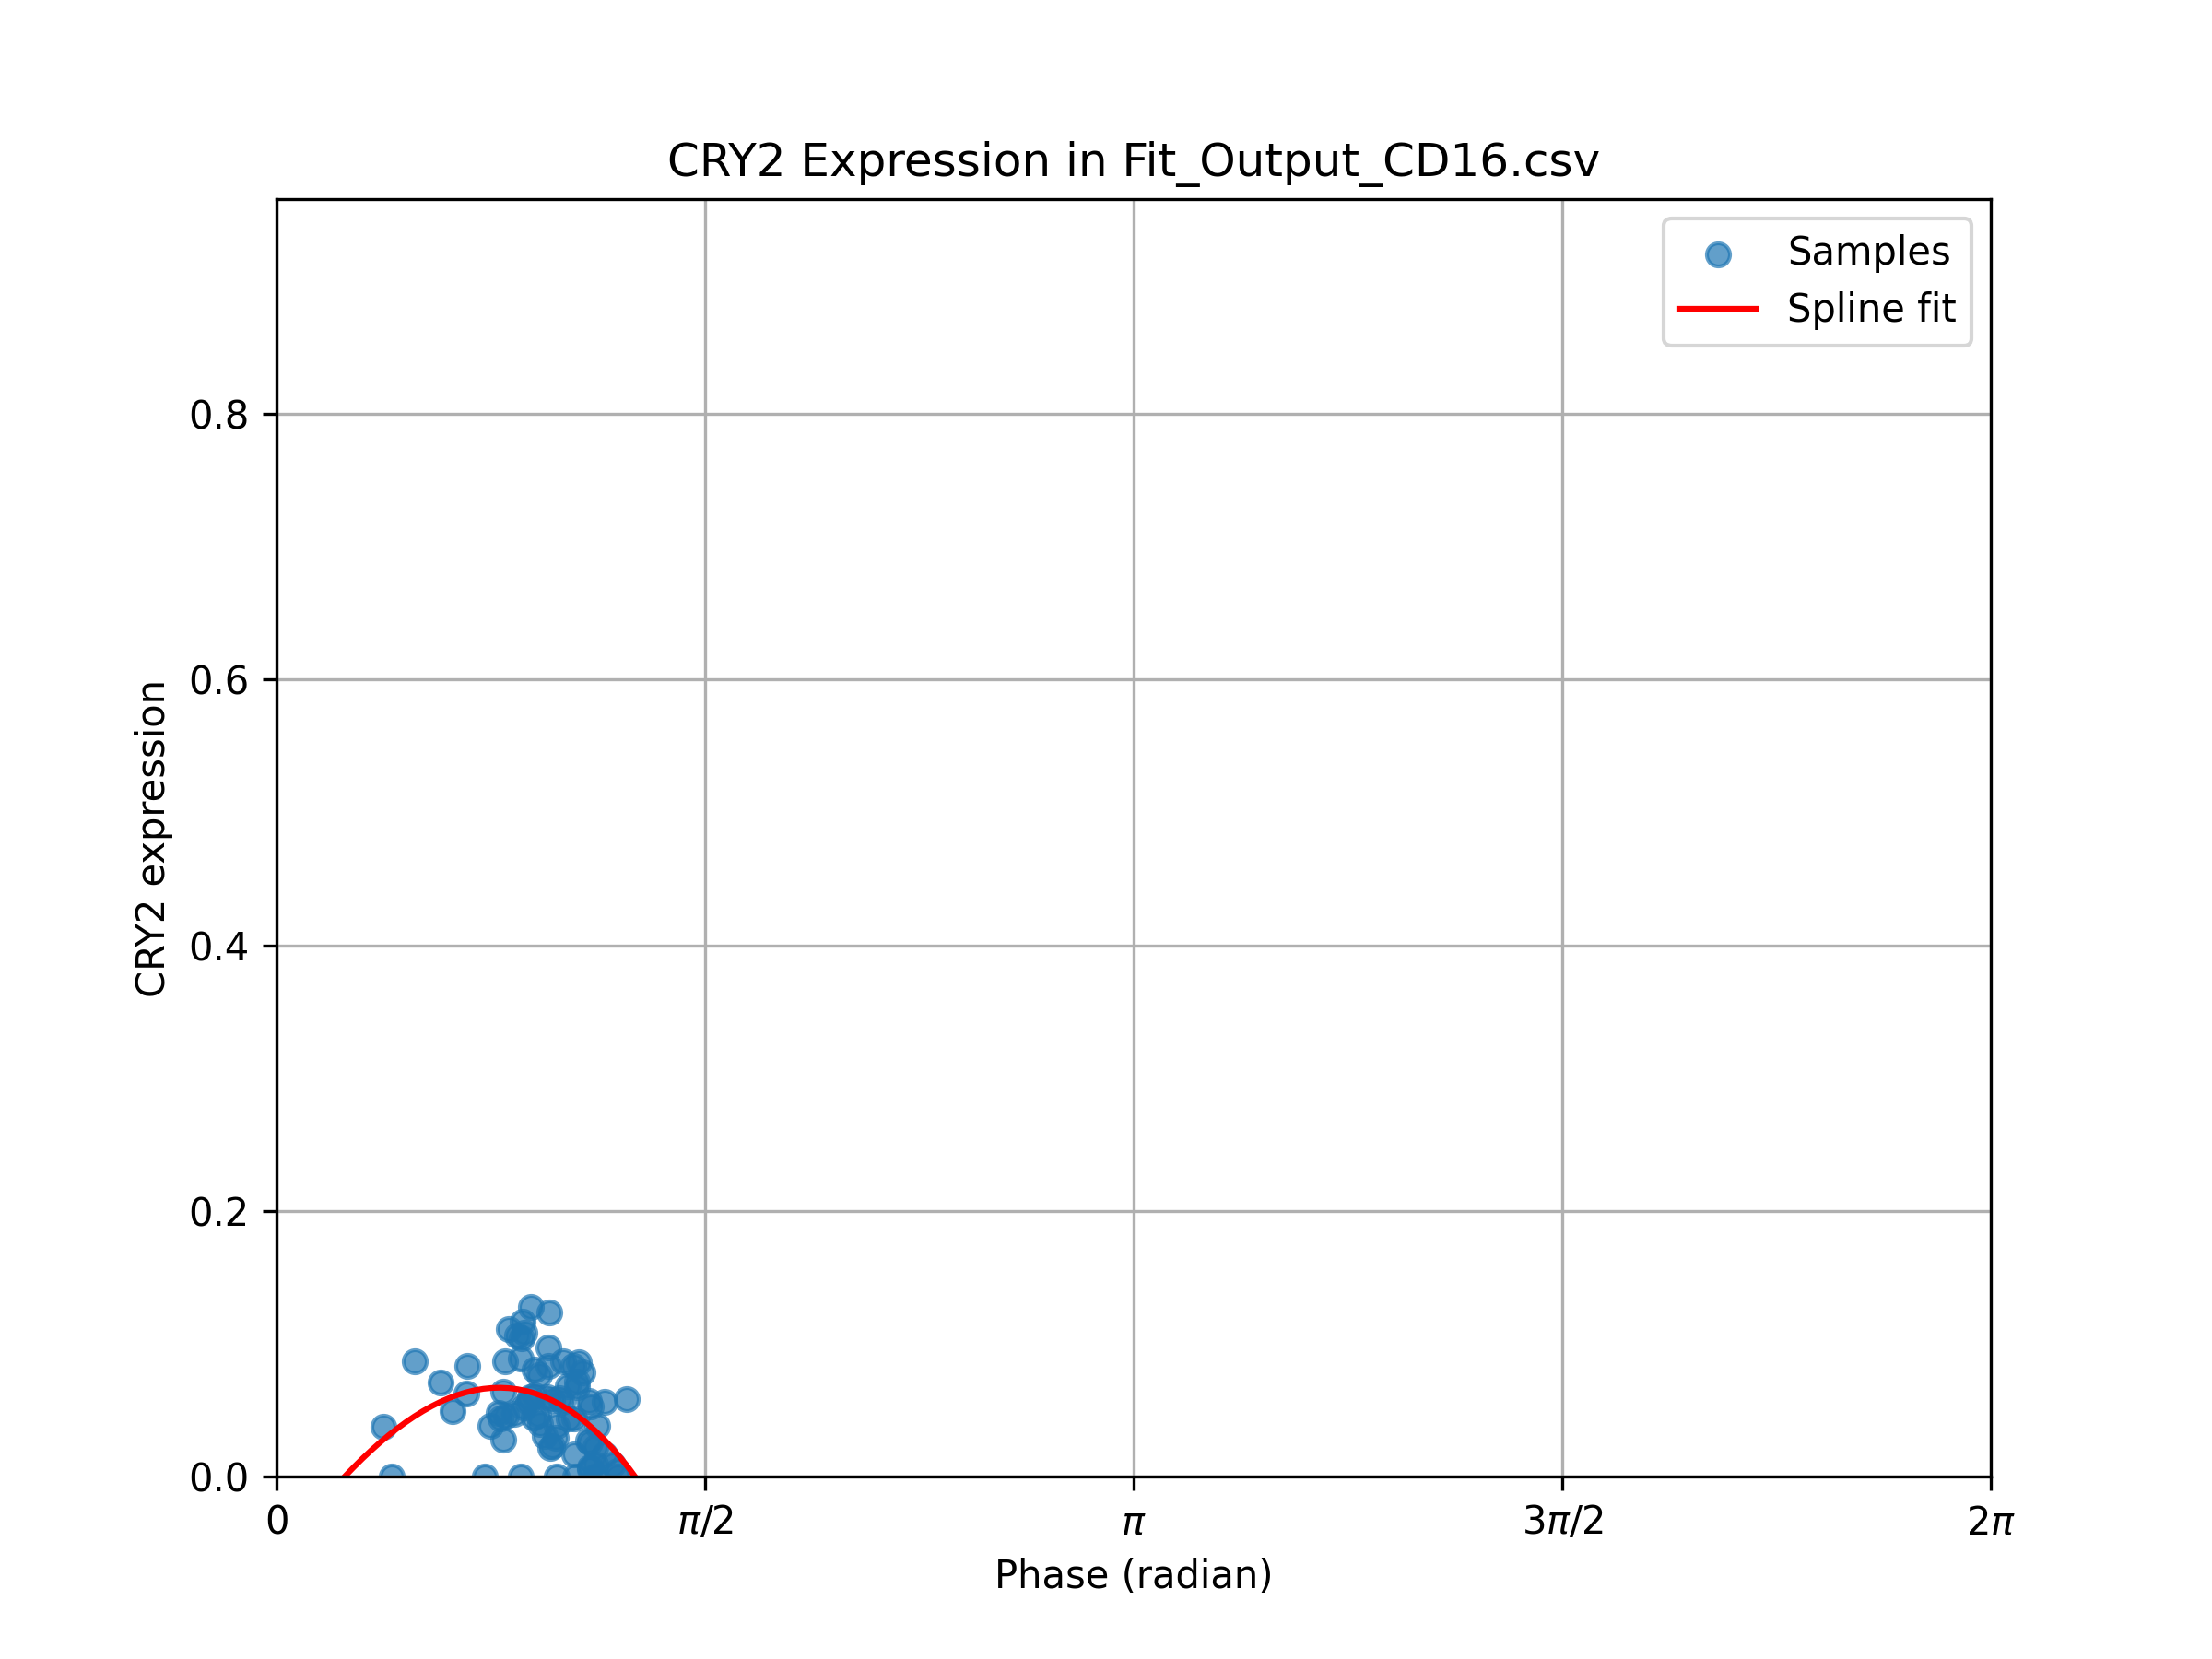 CRY2 Expression in Fit_Output_CD16.csv
Samples
Spline fit
CRY2 expression
0.8
0.6
0.4
0.2
0.0
0
π/2
π
3π/2
2π
Phase (radian)